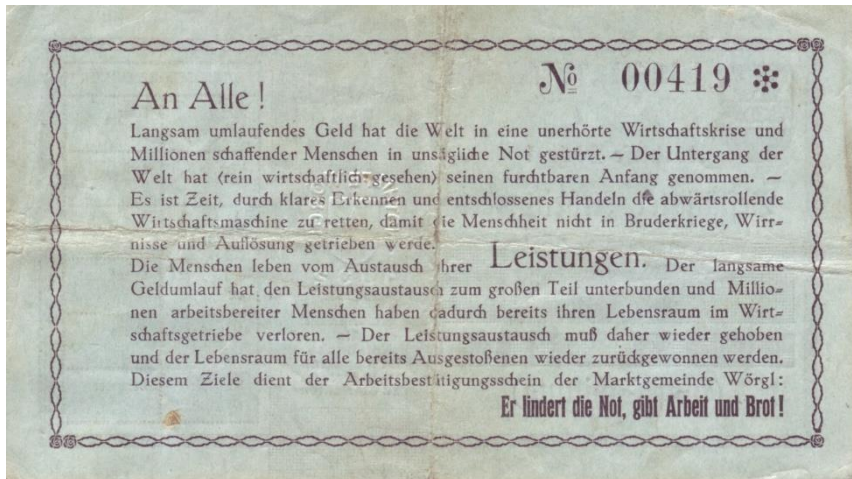 № 00419 *
An Alle!
Langsam umlaufendes Geld hat die Welt in eine unerhörte Wirtschaftskrise und
Millionen schaffender Menschen in unsägliche Not gestürzt. — Der Untergang der
Welt hat (rein wirtschaftlich gesehen) seinen furchtbaren Anfang genommen. —
Es ist Zeit, durch klares Erkennen und entschlossenes Handeln die abwärtsrollende
Wirtschaftsmaschine zu retten, damit die Menschheit nicht in Bruderkriege, Wirr=
nisse und Auflösung getrieben werde.
Die Menschen leben vom Austausch ihrer Leistungen. Der langsame
Geldumlauf hat den Leistungsaustausch zum großen Teil unterbunden und Millio=
nen arbeitsbereiter Menschen haben dadurch bereits ihren Lebensraum im Wirt=
schaftsgetriebe verloren. — Der Leistungsaustausch muß daher wieder gehoben
und der Lebensraum für alle bereits Ausgestoßenen wieder zurückgewonnen werden.
Diesem Ziele dient der Arbeitsbestätigungsschein der Marktgemeinde Wörgl:
Er lindert die Not, gibt Arbeit und Brot!